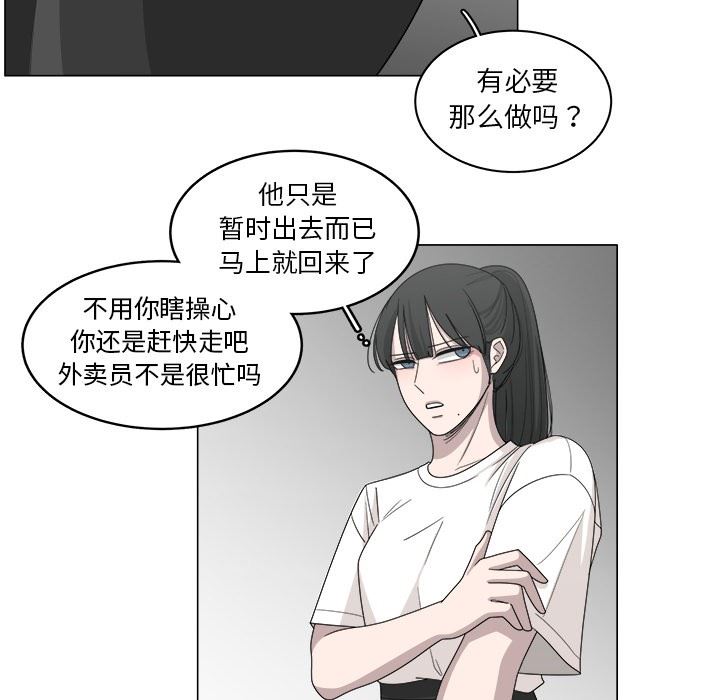 有必要
那么做吗？
他只是
暂时出去而已
马上就回来了
不用你瞎操心
你还是赶快走吧
外卖员不是很忙吗